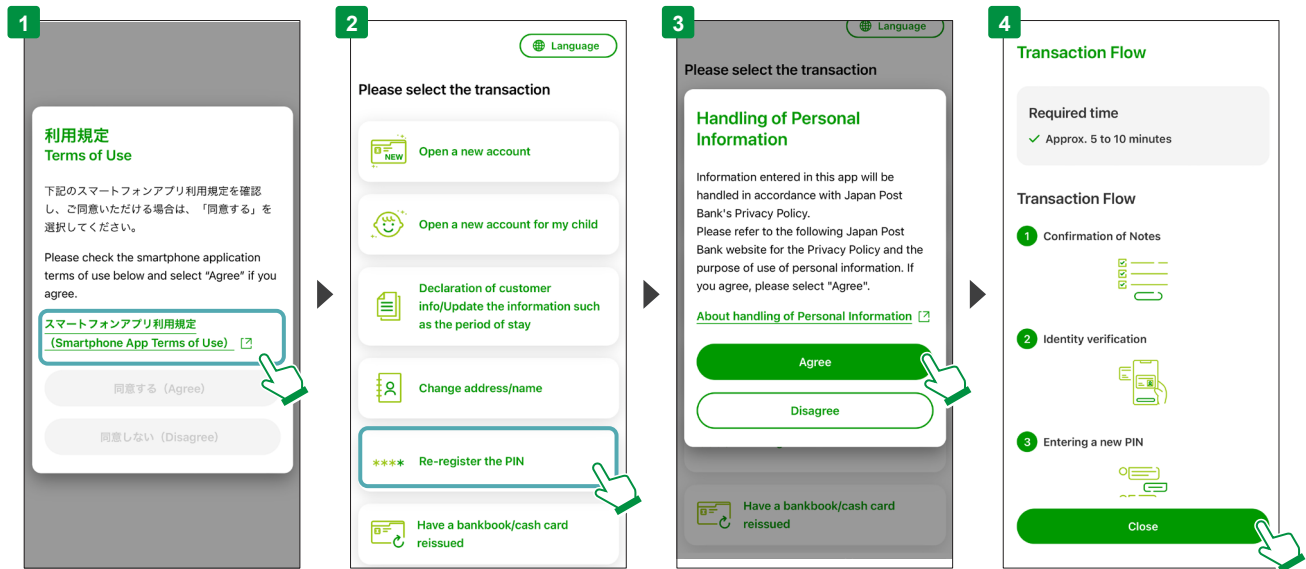 1
利用規定
Terms of Use
下記のスマートフォンアプリ利用規定を確認
し、ご同意いただける場合は、「同意する」を
選択してください。
Please check the smartphone application
terms of use below and select "Agree" if you
agree.
スマートフォンアプリ利用規定
（Smartphone App Terms of Use）
同意する（Agree）
同意しない（Disagree）
2
Language
Please select the transaction
NEW
Open a new account
Open a new account for my child
Declaration of customer
info/Update the information such
as the period of stay
Change address/name
**** Re-register the PIN
Have a bankbook/cash card
reissued
3
Language
Please select the transaction
Handling of Personal
Information
Information entered in this app will be
handled in accordance with Japan Post
Bank's Privacy Policy.
Please refer to the following Japan Post
Bank website for the Privacy Policy and the
purpose of use of personal information. If
you agree, please select "Agree".
About handling of Personal Information
Agree
Disagree
Have a bankbook/cash card
reissued
4
Transaction Flow
Required time
✓ Approx. 5 to 10 minutes
Transaction Flow
1 Confirmation of Notes
2 Identity verification
3 Entering a new PIN
Close